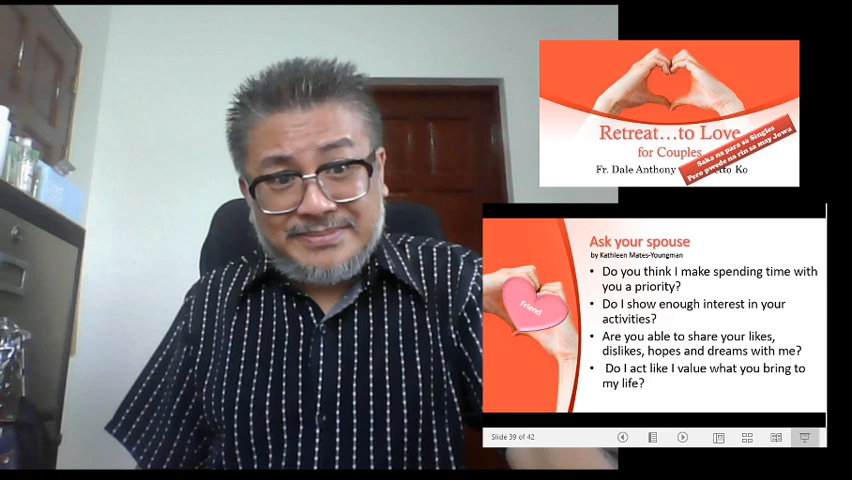 Retreat…to Love
for Couples
Saka na para sa Singles
Pero pwede na rin sa may Jowa
Fr. Dale Anthony
Ko
Ask your spouse
by Kathleen Mates-Youngman
• Do you think I make spending time with
you a priority?
• Do I show enough interest in your
activities?
• Are you able to share your likes,
dislikes, hopes and dreams with me?
• Do I act like I value what you bring to
my life?
Friend
Slide 39 of 42